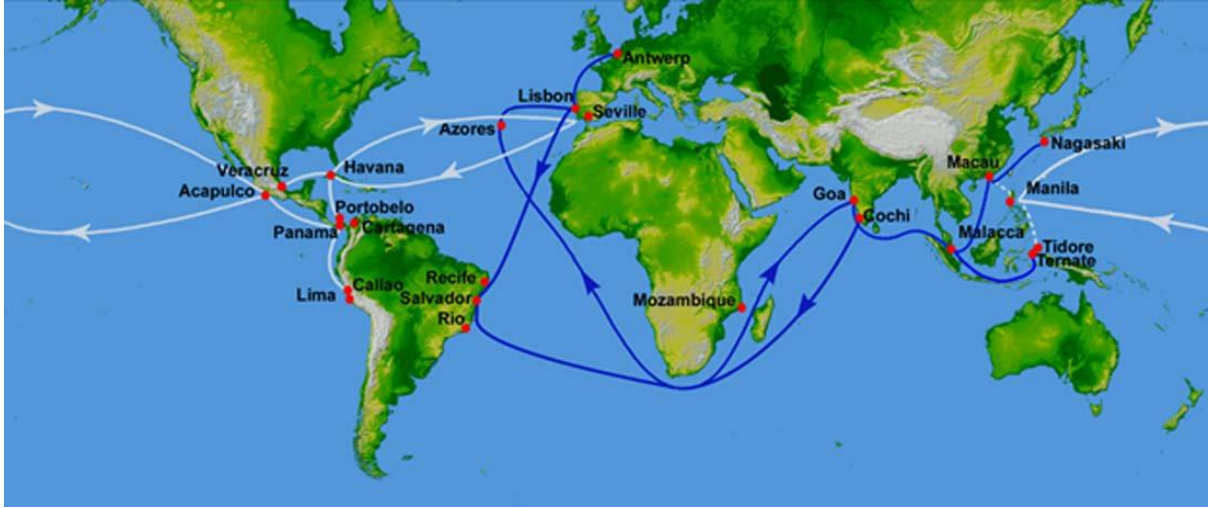 Antwerp
Lisbon
Seville
Azores
Nagasaki
Macau
Veracruz
Havana
Acapulco
Goa
Manila
Portobelo
Cochi
Panama
Cartagena
Malacca
Tidore
Ternate
Recife
Callao
Lima
Salvador
Mozambique
Rio